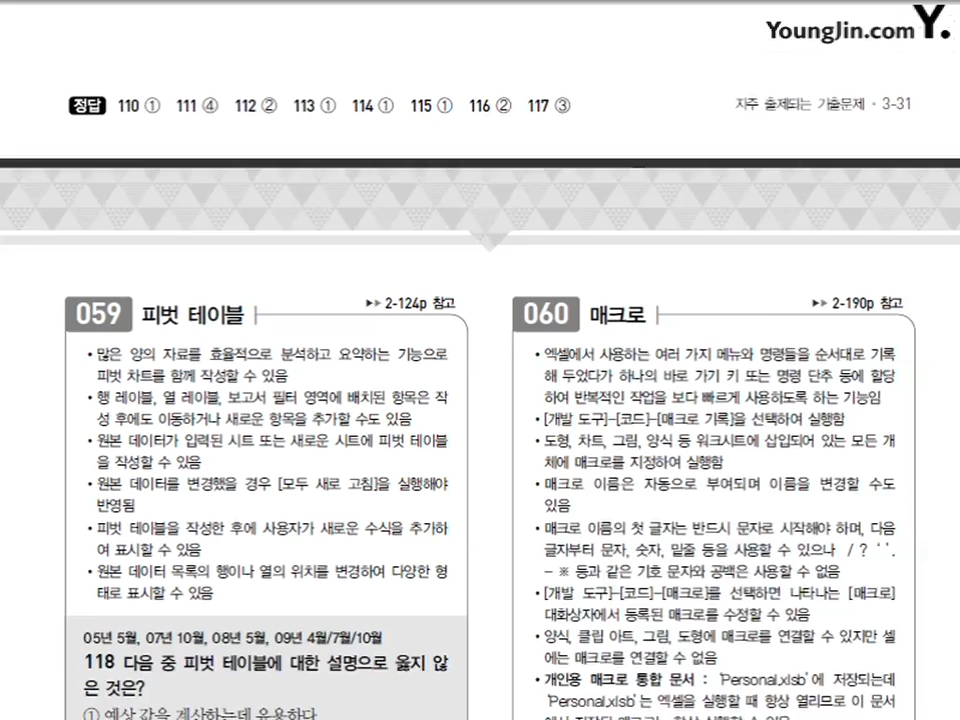 YoungJin.com Y.
정답 110 ① 111 ④ 112 ② 113 ① 114 ① 115 ① 116 ② 117 ③
자주 출제되는 기출문제 • 3-31
059 피벗 테이블
▶▶ 2-124p 참고
• 많은 양의 자료를 효율적으로 분석하고 요약하는 기능으로
피벗 차트를 함께 작성할 수 있음
• 행 레이블, 열 레이블, 보고서 필터 영역에 배치된 항목은 작
성 후에도 이동하거나 새로운 항목을 추가할 수도 있음
• 원본 데이터가 입력된 시트 또는 새로운 시트에 피벗 테이블
을 작성할 수 있음
• 원본 데이터를 변경했을 경우 [모두 새로 고침]을 실행해야
반영됨
• 피벗 테이블을 작성한 후에 사용자가 새로운 수식을 추가하
여 표시할 수 있음
• 원본 데이터 목록의 행이나 열의 위치를 변경하여 다양한 형
태로 표시할 수 있음
05년 5월, 07년 10월, 08년 5월, 09년 4월/7월/10월
118 다음 중 피벗 테이블에 대한 설명으로 옳지 않
은 것은?
① 예상 값을 계산하는데 유용하다
060 매크로
▶▶ 2-190p 참고
• 엑셀에서 사용하는 여러 가지 메뉴와 명령들을 순서대로 기록
해 두었다가 하나의 바로 가기 키 또는 명령 단추 등에 할당
하여 반복적인 작업을 보다 빠르게 사용하도록 하는 기능임
• [개발 도구]-[코드]-[매크로 기록]을 선택하여 실행함
• 도형, 차트, 그림, 양식 등 워크시트에 삽입되어 있는 모든 개
체에 매크로를 지정하여 실행함
• 매크로 이름은 자동으로 부여되며 이름을 변경할 수도
있음
• 매크로 이름의 첫 글자는 반드시 문자로 시작해야 하며, 다음
글자부터 문자, 숫자, 밑줄 등을 사용할 수 있으나 / ? ‘ ’ .
- ※ 등과 같은 기호 문자와 공백은 사용할 수 없음
• [개발 도구]-[코드]-[매크로]를 선택하면 나타나는 [매크로]
대화상자에서 등록된 매크로를 수정할 수 있음
• 양식, 클립 아트, 그림, 도형에 매크로를 연결할 수 있지만 셀
에는 매크로를 연결할 수 없음
• 개인용 매크로 통합 문서 : ‘Personal.xlsb’에 저장되는데
‘Personal.xlsb’는 엑셀을 실행할 때 항상 열리므로 이 문서